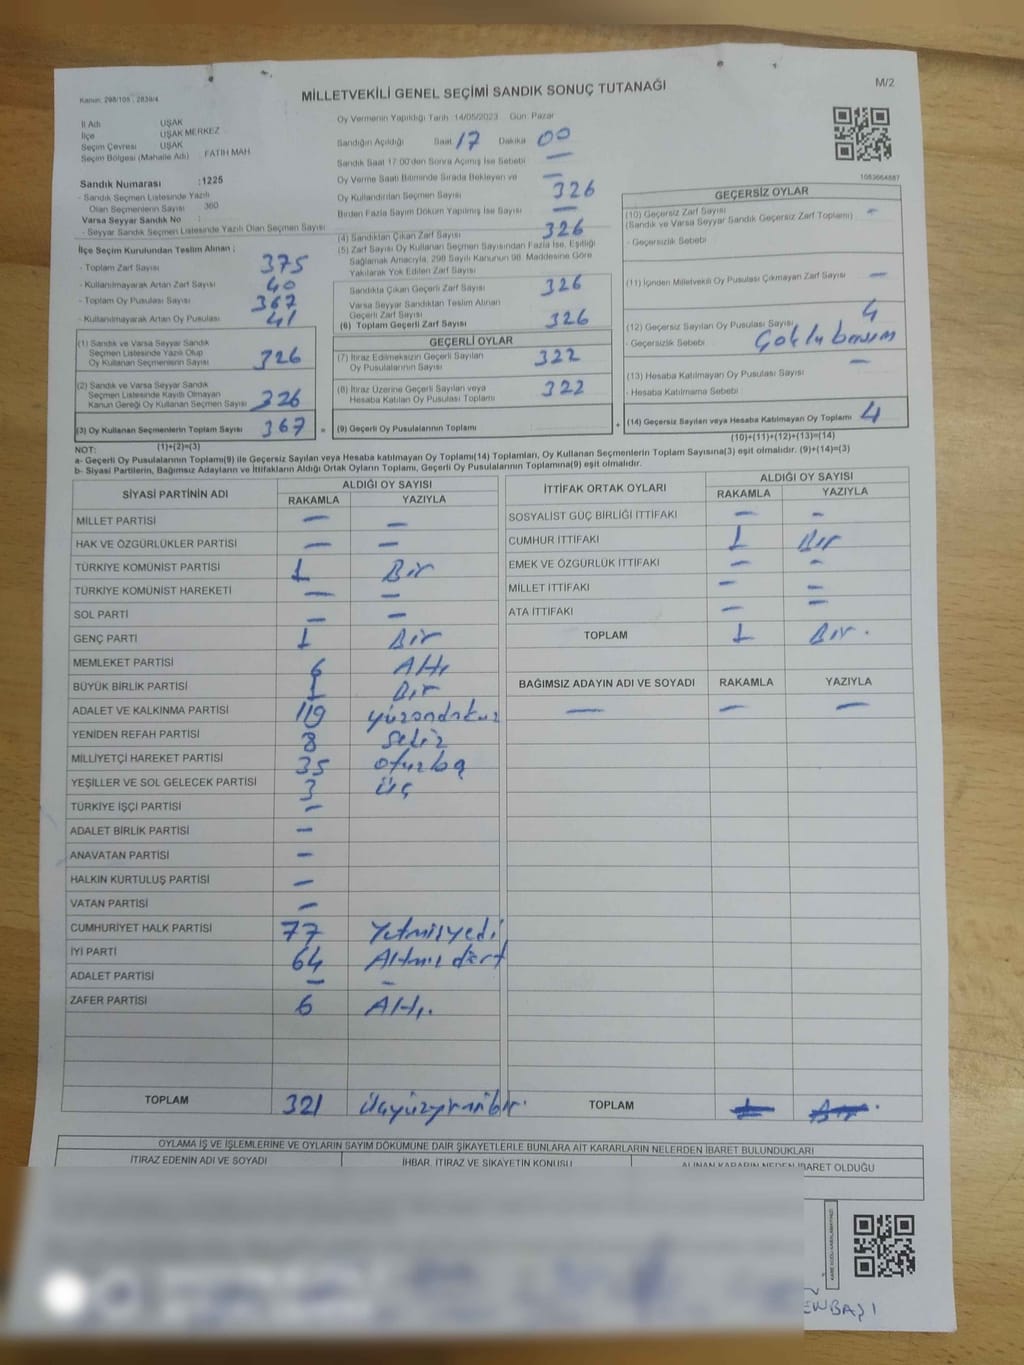 Kanun: 298/105 ; 2839/4
MİLLETVEKİLİ GENEL SEÇİMİ SANDIK SONUÇ TUTANAĞI
M/2
İl Adı UŞAK
İlçe UŞAK MERKEZ
Seçim Çevresi UŞAK
Seçim Bölgesi (Mahalle Adı) FATİH MAH
Sandık Numarası :1225
- Sandık Seçmen Listesinde Yazılı
Olan Seçmenlerin Sayısı 360
Varsa Seyyar Sandık No :
- Seyyar Sandık Seçmen Listesinde Yazılı Olan Seçmen Sayısı
İlçe Seçim Kurulundan Teslim Alınan ;
- Toplam Zarf Sayısı 375
- Kullanılmayarak Artan Zarf Sayısı 40
- Toplam Oy Pusulası Sayısı 367
- Kullanılmayarak Artan Oy Pusulası 41
(1) Sandık ve Varsa Seyyar Sandık
Seçmen Listesinde Yazılı Olup
Oy Kullanan Seçmenlerin Sayısı 326
(2) Sandık ve Varsa Seyyar Sandık
Seçmen Listesinde Kayıtlı Olmayan
Kanun Gereği Oy Kullanan Seçmen Sayısı 326
(3) Oy Kullanan Seçmenlerin Toplam Sayısı 367 =
(1)+(2)=(3)
Oy Vermenin Yapıldığı Tarih 14/05/2023 Gün: Pazar
Sandığın Açıldığı Saat 17 Dakika 00
Sandık Saat 17:00'den Sonra Açılmış İse Sebebi —
Oy Verme Saati Bitiminde Sırada Bekleyen ve —
Oy Kullandırılan Seçmen Sayısı 326
Birden Fazla Sayım Döküm Yapılmış İse Sayısı —
(4) Sandıktan Çıkan Zarf Sayısı 326
(5) Zarf Sayısı Oy Kullanan Seçmen Sayısından Fazla İse, Eşitliği
Sağlamak Amacıyla, 298 Sayılı Kanunun 98. Maddesine Göre
Yakılarak Yok Edilen Zarf Sayısı
Sandıkta Çıkan Geçerli Zarf Sayısı 326
Varsa Seyyar Sandıktan Teslim Alınan
Geçerli Zarf Sayısı
(6) Toplam Geçerli Zarf Sayısı 326
GEÇERLİ OYLAR
(7) İtiraz Edilmeksizin Geçerli Sayılan
Oy Pusulalarının Sayısı 322
(8) İtiraz Üzerine Geçerli Sayılan veya
Hesaba Katılan Oy Pusulası Toplamı 322
(9) Geçerli Oy Pusulalarının Toplamı +
1083664887
GEÇERSİZ OYLAR
(10) Geçersiz Zarf Sayısı —
(Sandık ve Varsa Seyyar Sandık Geçersiz Zarf Toplamı)
- Geçersizlik Sebebi
(11) İçinden Milletvekili Oy Pusulası Çıkmayan Zarf Sayısı —
(12) Geçersiz Sayılan Oy Pusulası Sayısı 4
- Geçersizlik Sebebi Çoklu basım
(13) Hesaba Katılmayan Oy Pusulası Sayısı —
- Hesaba Katılmama Sebebi
(14) Geçersiz Sayılan veya Hesaba Katılmayan Oy Toplamı 4
(10)+(11)+(12)+(13)=(14)
NOT:
a- Geçerli Oy Pusulalarının Toplamı(9) ile Geçersiz Sayılan veya Hesaba Katılmayan Oy Toplamı(14) Toplamları, Oy Kullanan Seçmenlerin Toplam Sayısına(3) eşit olmalıdır. (9)+(14)=(3)
b- Siyasi Partilerin, Bağımsız Adayların ve İttifakların Aldığı Ortak Oyların Toplamı, Geçerli Oy Pusulalarının Toplamına(9) eşit olmalıdır.
SİYASİ PARTİNİN ADI ALDIĞI OY SAYISI
RAKAMLA YAZIYLA
MİLLET PARTİSİ — —
HAK VE ÖZGÜRLÜKLER PARTİSİ — —
TÜRKİYE KOMÜNİST PARTİSİ 1 Bir
TÜRKİYE KOMÜNİST HAREKETİ — —
SOL PARTİ — —
GENÇ PARTİ 1 Bir
MEMLEKET PARTİSİ 6 Altı
BÜYÜK BİRLİK PARTİSİ 1 Bir
ADALET VE KALKINMA PARTİSİ 119 yüzondokuz
YENİDEN REFAH PARTİSİ 8 Sekiz
MİLLİYETÇİ HAREKET PARTİSİ 35 otuzbeş
YEŞİLLER VE SOL GELECEK PARTİSİ 3 üç
TÜRKİYE İŞÇİ PARTİSİ —
ADALET BİRLİK PARTİSİ —
ANAVATAN PARTİSİ —
HALKIN KURTULUŞ PARTİSİ —
VATAN PARTİSİ —
CUMHURİYET HALK PARTİSİ 77 Yetmişyedi
İYİ PARTİ 64 Altmışdört
ADALET PARTİSİ — —
ZAFER PARTİSİ 6 Altı.
TOPLAM 321 üçyüzyirmibir.
İTTİFAK ORTAK OYLARI ALDIĞI OY SAYISI
RAKAMLA YAZIYLA
SOSYALİST GÜÇ BİRLİĞİ İTTİFAKI — —
CUMHUR İTTİFAKI 1 Bir
EMEK VE ÖZGÜRLÜK İTTİFAKI — —
MİLLET İTTİFAKI — —
ATA İTTİFAKI — —
TOPLAM 1 Bir.
BAĞIMSIZ ADAYIN ADI VE SOYADI RAKAMLA YAZIYLA
— — —
TOPLAM 1 Bir.
OYLAMA İŞ VE İŞLEMLERİNE VE OYLARIN SAYIM DÖKÜMÜNE DAİR ŞİKAYETLERLE BUNLARA AİT KARARLARIN NELERDEN İBARET BULUNDUKLARI
İTİRAZ EDENİN ADI VE SOYADI İHBAR, İTİRAZ VE ŞİKAYETİN KONUSU ALINAN KARARIN NEDEN İBARET OLDUĞU